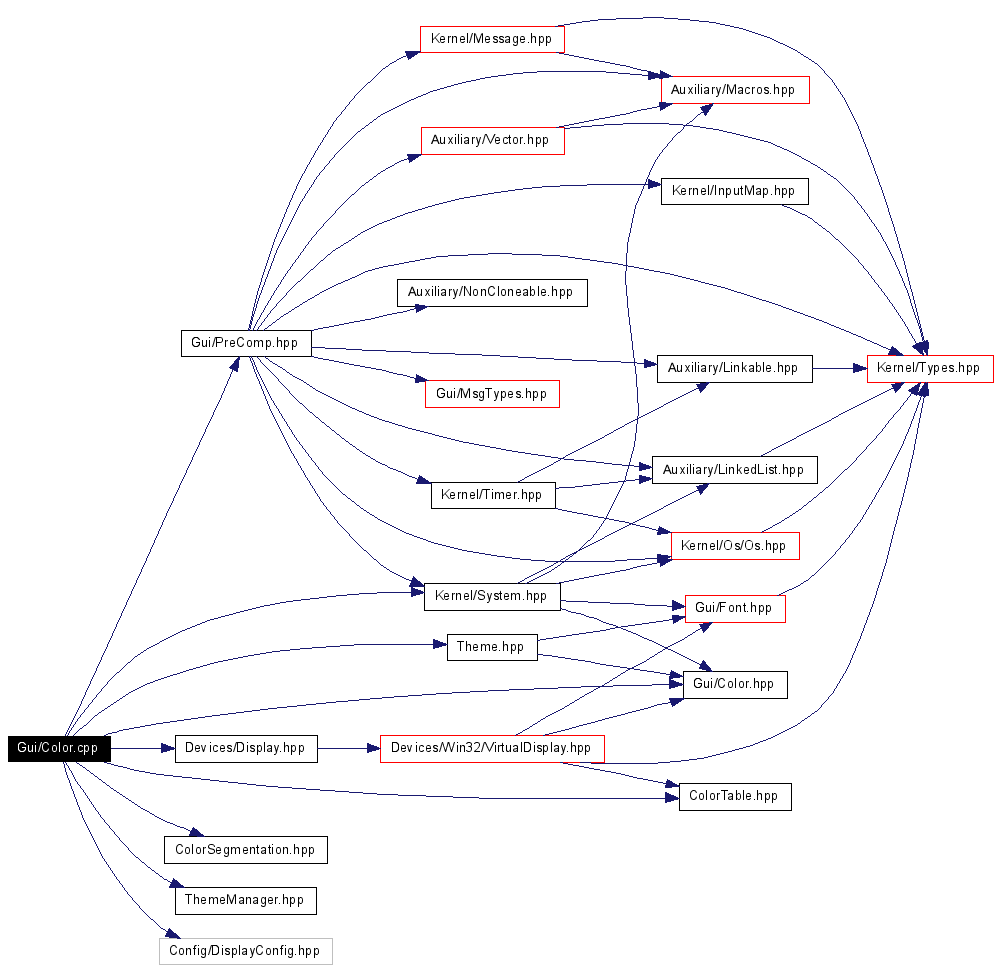 Kernel/Message.hpp
Auxiliary/Macros.hpp
Auxiliary/Vector.hpp
Kernel/InputMap.hpp
Auxiliary/NonCloneable.hpp
Gui/PreComp.hpp
Auxiliary/Linkable.hpp
Kernel/Types.hpp
Gui/MsgTypes.hpp
Auxiliary/LinkedList.hpp
Kernel/Timer.hpp
Kernel/Os/Os.hpp
Kernel/System.hpp
Gui/Font.hpp
Theme.hpp
Gui/Color.hpp
Gui/Color.cpp
Devices/Display.hpp
Devices/Win32/VirtualDisplay.hpp
ColorTable.hpp
ColorSegmentation.hpp
ThemeManager.hpp
Config/DisplayConfig.hpp